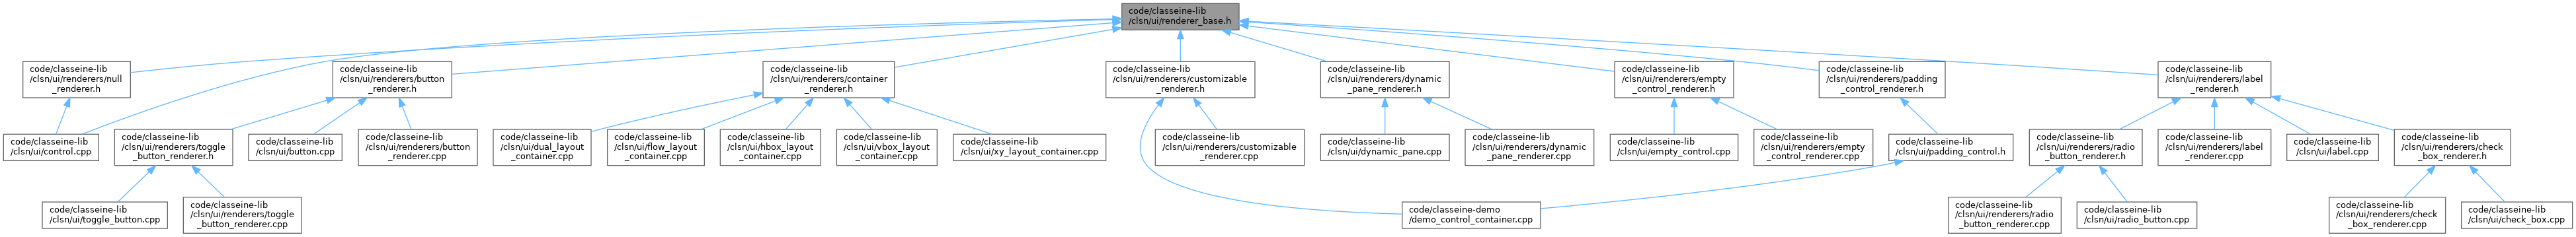 code/classeine-lib
/clsn/ui/renderer_base.h
code/classeine-lib
/clsn/ui/renderers/null
_renderer.h
code/classeine-lib
/clsn/ui/renderers/button
_renderer.h
code/classeine-lib
/clsn/ui/renderers/container
_renderer.h
code/classeine-lib
/clsn/ui/renderers/customizable
_renderer.h
code/classeine-lib
/clsn/ui/renderers/dynamic
_pane_renderer.h
code/classeine-lib
/clsn/ui/renderers/empty
_control_renderer.h
code/classeine-lib
/clsn/ui/renderers/padding
_control_renderer.h
code/classeine-lib
/clsn/ui/renderers/label
_renderer.h
code/classeine-lib
/clsn/ui/control.cpp
code/classeine-lib
/clsn/ui/renderers/toggle
_button_renderer.h
code/classeine-lib
/clsn/ui/button.cpp
code/classeine-lib
/clsn/ui/renderers/button
_renderer.cpp
code/classeine-lib
/clsn/ui/dual_layout
_container.cpp
code/classeine-lib
/clsn/ui/flow_layout
_container.cpp
code/classeine-lib
/clsn/ui/hbox_layout
_container.cpp
code/classeine-lib
/clsn/ui/vbox_layout
_container.cpp
code/classeine-lib
/clsn/ui/xy_layout_container.cpp
code/classeine-lib
/clsn/ui/renderers/customizable
_renderer.cpp
code/classeine-lib
/clsn/ui/dynamic_pane.cpp
code/classeine-lib
/clsn/ui/renderers/dynamic
_pane_renderer.cpp
code/classeine-lib
/clsn/ui/empty_control.cpp
code/classeine-lib
/clsn/ui/renderers/empty
_control_renderer.cpp
code/classeine-lib
/clsn/ui/padding_control.h
code/classeine-lib
/clsn/ui/renderers/radio
_button_renderer.h
code/classeine-lib
/clsn/ui/renderers/label
_renderer.cpp
code/classeine-lib
/clsn/ui/label.cpp
code/classeine-lib
/clsn/ui/renderers/check
_box_renderer.h
code/classeine-lib
/clsn/ui/toggle_button.cpp
code/classeine-lib
/clsn/ui/renderers/toggle
_button_renderer.cpp
code/classeine-demo
/demo_control_container.cpp
code/classeine-lib
/clsn/ui/renderers/radio
_button_renderer.cpp
code/classeine-lib
/clsn/ui/radio_button.cpp
code/classeine-lib
/clsn/ui/renderers/check
_box_renderer.cpp
code/classeine-lib
/clsn/ui/check_box.cpp